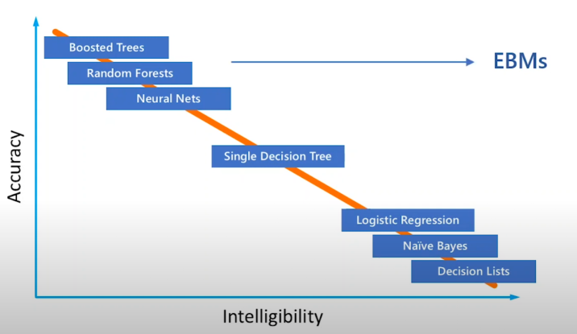 Boosted Trees
EBMs
Random Forests
Neural Nets
Single Decision Tree
Logistic Regression
Naïve Bayes
Decision Lists
Accuracy
Intelligibility